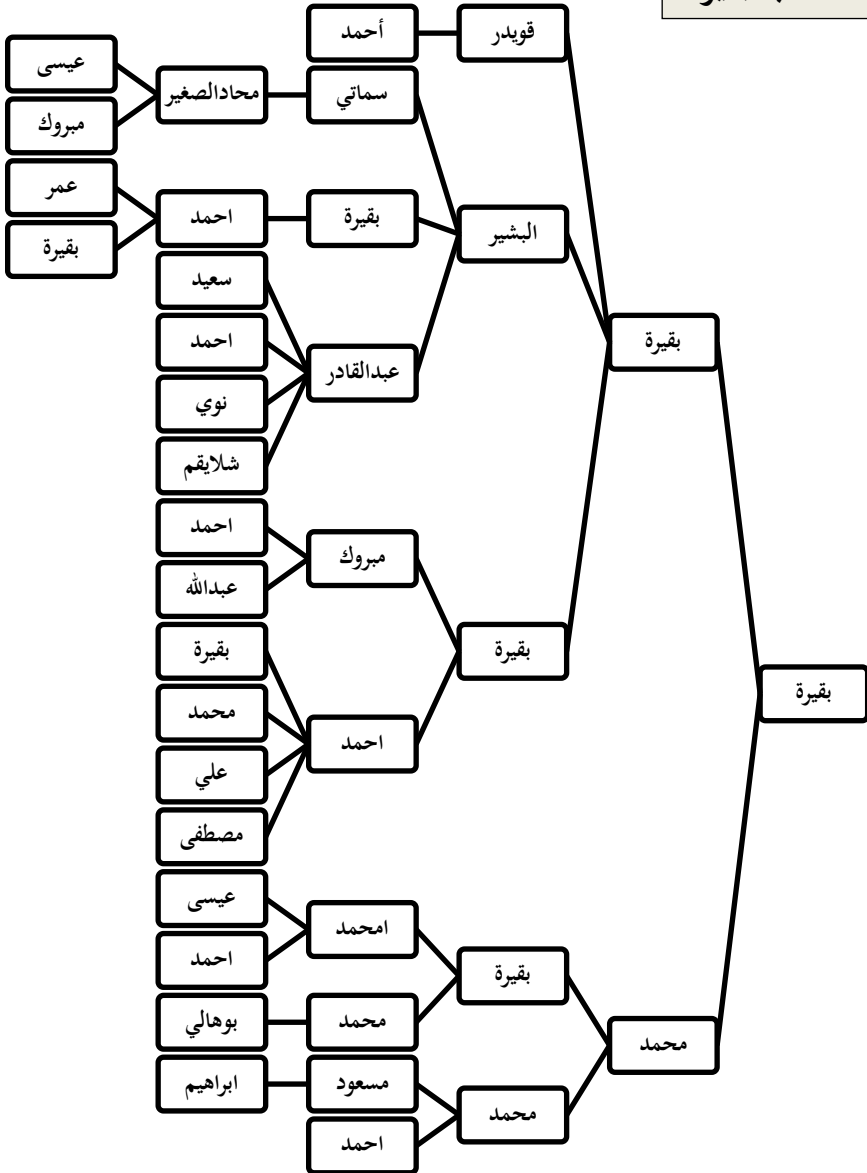 أحمد
قويدر
عيسى
محادالصغير
سماتي
مبروك
عمر
احمد
بقيرة
البشير
بقيرة
سعيد
احمد
عبدالقادر
بقيرة
نوي
شلايقم
احمد
مبروك
عبدالله
بقيرة
بقيرة
محمد
احمد
بقيرة
علي
مصطفى
عيسى
امحمد
احمد
بقيرة
بوهالي
محمد
محمد
ابراهيم
مسعود
محمد
احمد